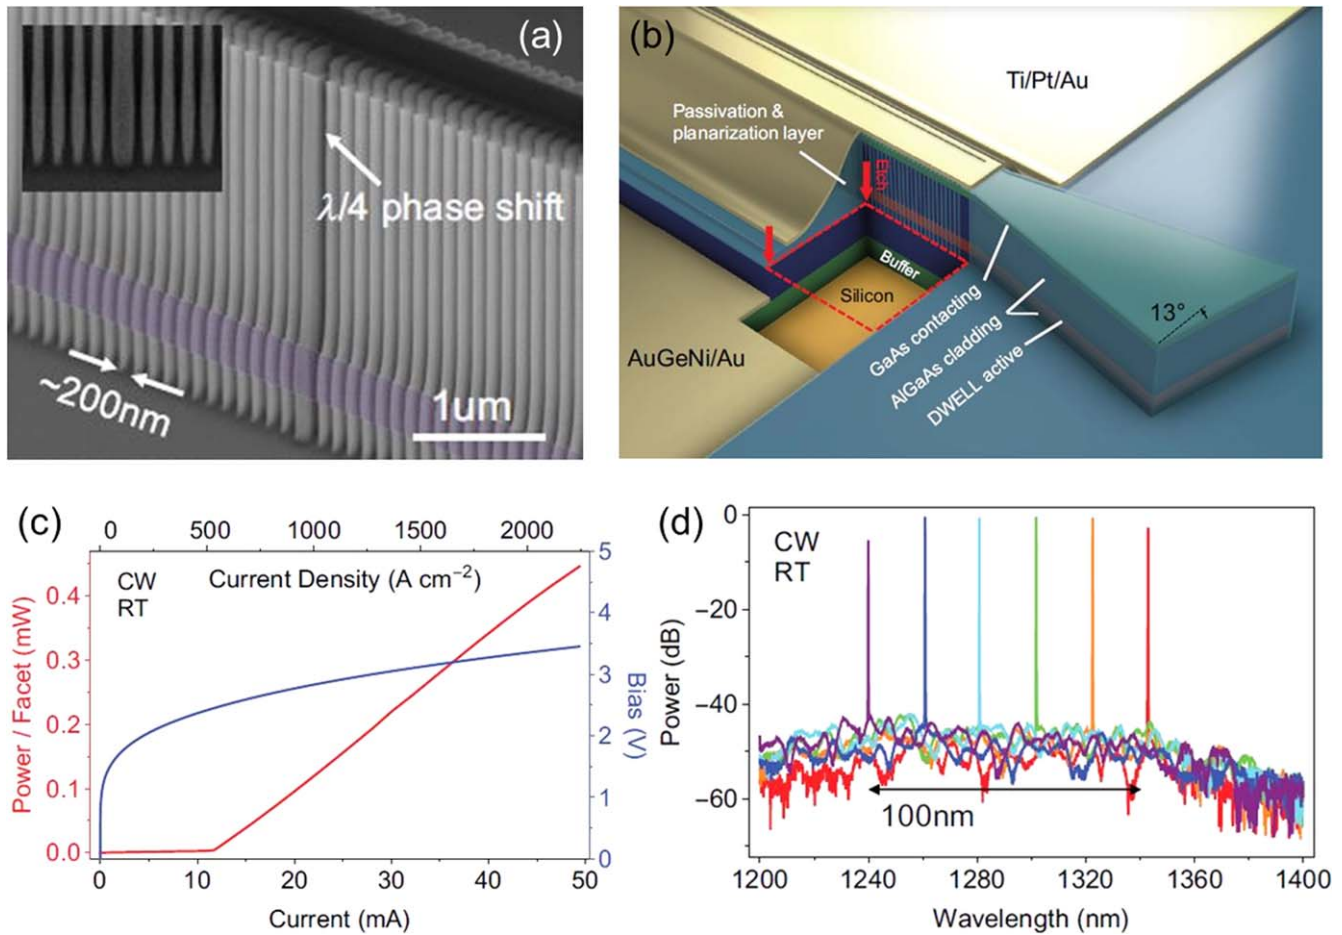 (a)
λ/4 phase shift
~200nm
1um
(b)
Ti/Pt/Au
Passivation &
planarization layer
Etch
Buffer
Silicon
AuGeNi/Au
GaAs contacting
AlGaAs cladding
DWELL active
13°
(c)
0 500 1000 1500 2000
Current Density (A cm⁻²)
CW
RT
Power / Facet (mW)
0.4
0.3
0.2
0.1
0.0
5
4
3
2
1
0
Bias (V)
0 10 20 30 40 50
Current (mA)
(d)
CW
RT
Power (dB)
0
−20
−40
−60
100nm
1200 1240 1280 1320 1360 1400
Wavelength (nm)